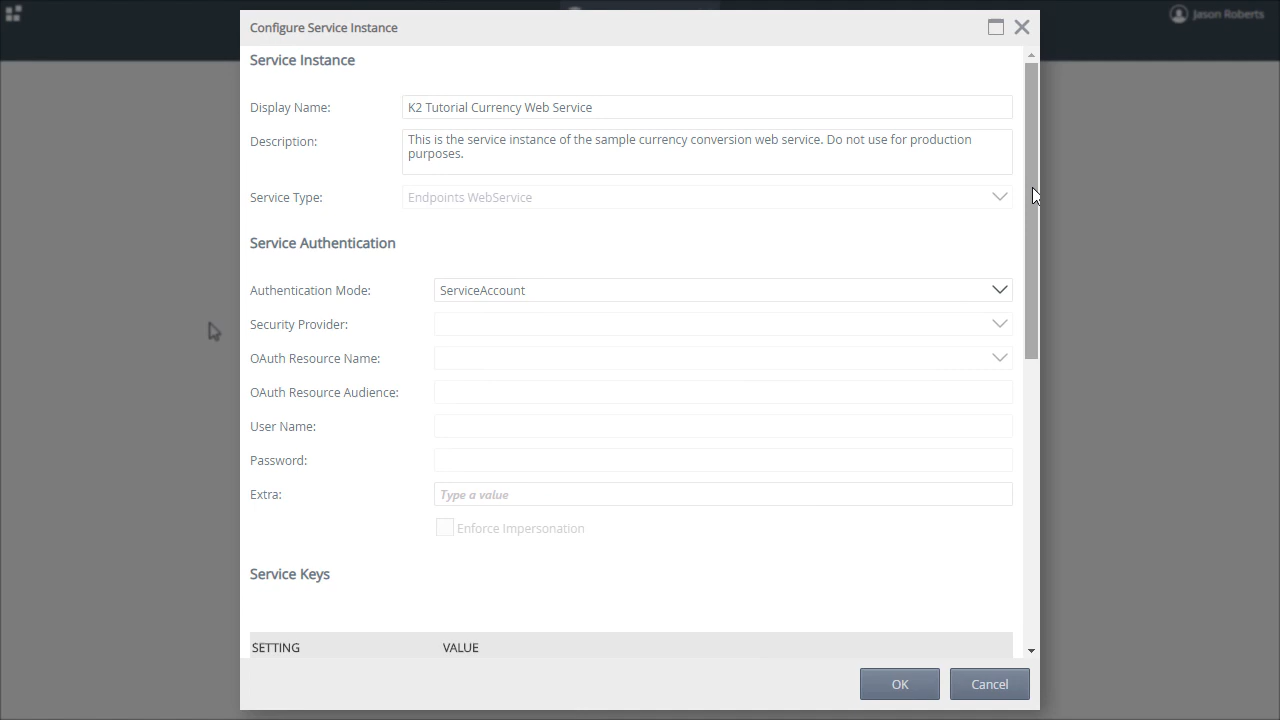 Jason Roberts
Configure Service Instance
Service Instance
Display Name:
K2 Tutorial Currency Web Service
Description:
This is the service instance of the sample currency conversion web service. Do not use for production
purposes.
Service Type:
Endpoints WebService
Service Authentication
Authentication Mode:
ServiceAccount
Security Provider:
OAuth Resource Name:
OAuth Resource Audience:
User Name:
Password:
Extra:
Type a value
Enforce Impersonation
Service Keys
SETTING VALUE
OK Cancel